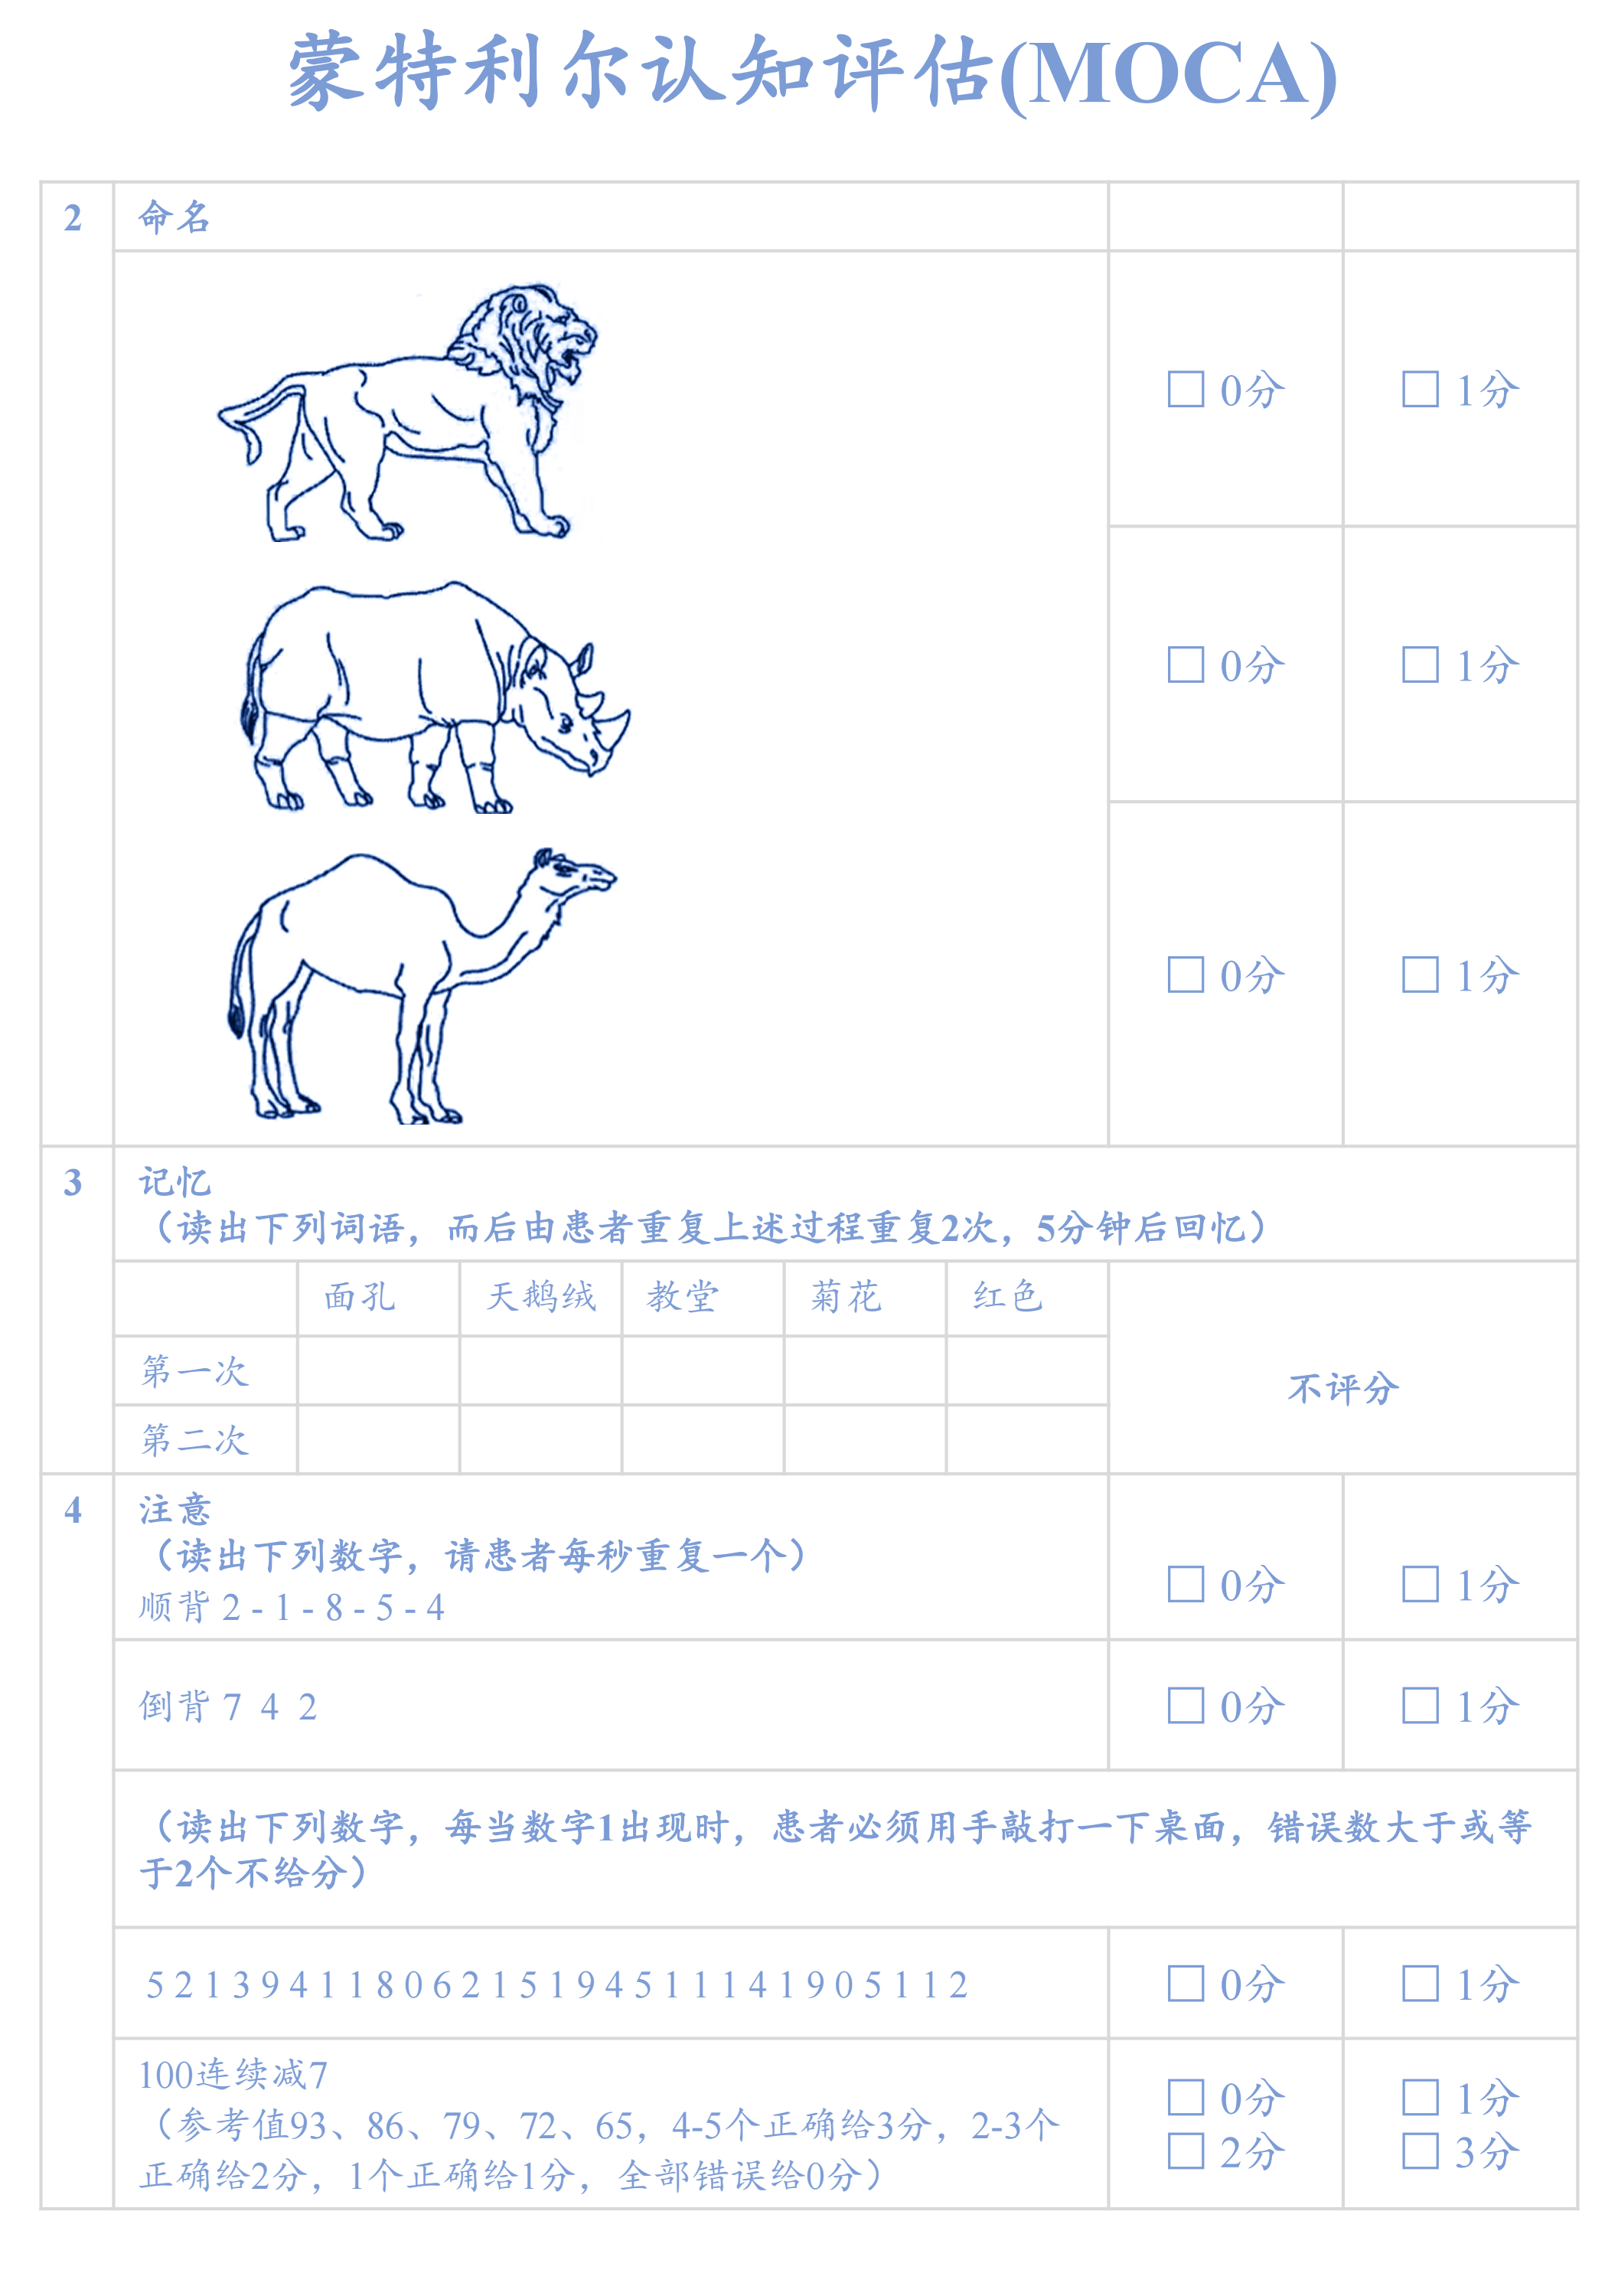 蒙特利尔认知评估(MOCA)
2 命名
□ 0分 □ 1分
□ 0分 □ 1分
□ 0分 □ 1分
3 记忆
（读出下列词语，而后由患者重复上述过程重复2次，5分钟后回忆）
面孔 天鹅绒 教堂 菊花 红色
第一次
不评分
第二次
4 注意
（读出下列数字，请患者每秒重复一个）
顺背 2 - 1 - 8 - 5 - 4 □ 0分 □ 1分
倒背 7 4 2 □ 0分 □ 1分
（读出下列数字，每当数字1出现时，患者必须用手敲打一下桌面，错误数大于或等
于2个不给分）
5 2 1 3 9 4 1 1 8 0 6 2 1 5 1 9 4 5 1 1 1 4 1 9 0 5 1 1 2 □ 0分 □ 1分
100连续减7
（参考值93、86、79、72、65，4-5个正确给3分，2-3个 □ 0分 □ 1分
正确给2分，1个正确给1分，全部错误给0分） □ 2分 □ 3分